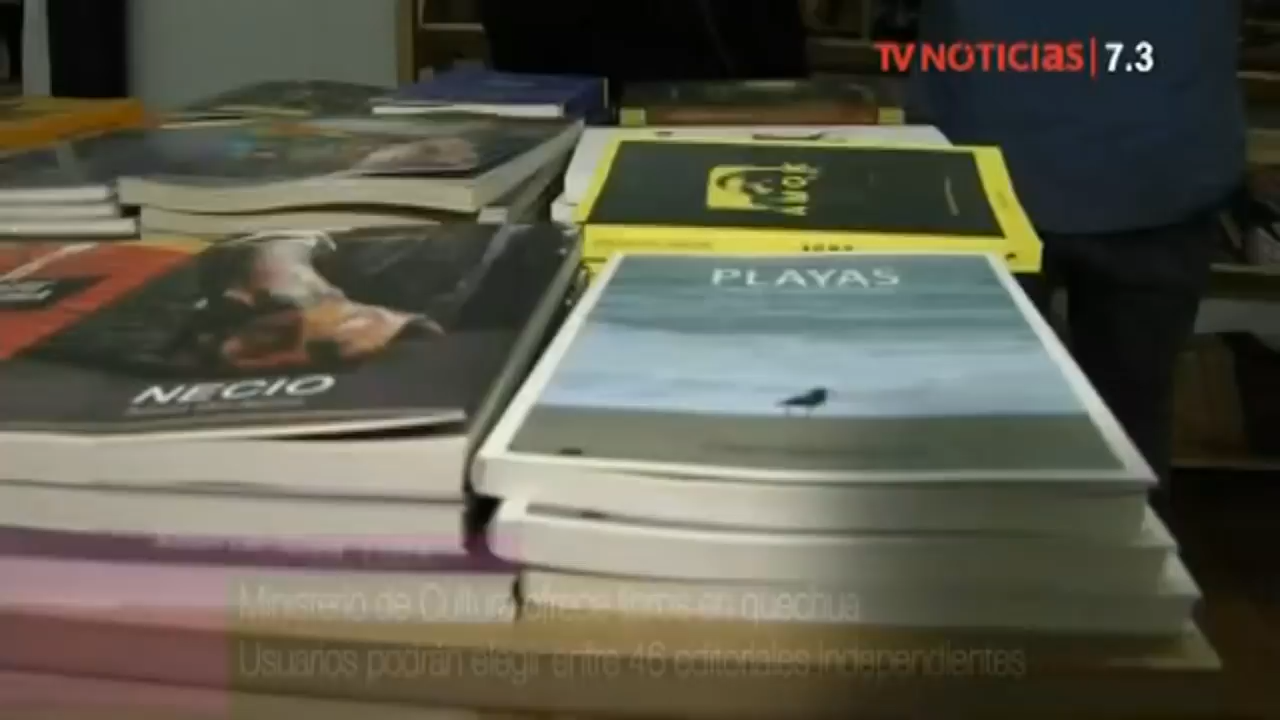 TV NOTICIAS | 7.3
AMOR
PLAYAS
NECIO
Ministerio de Cultura ofrece libros en quechua
Usuarios podrán elegir entre 46 editoriales independientes